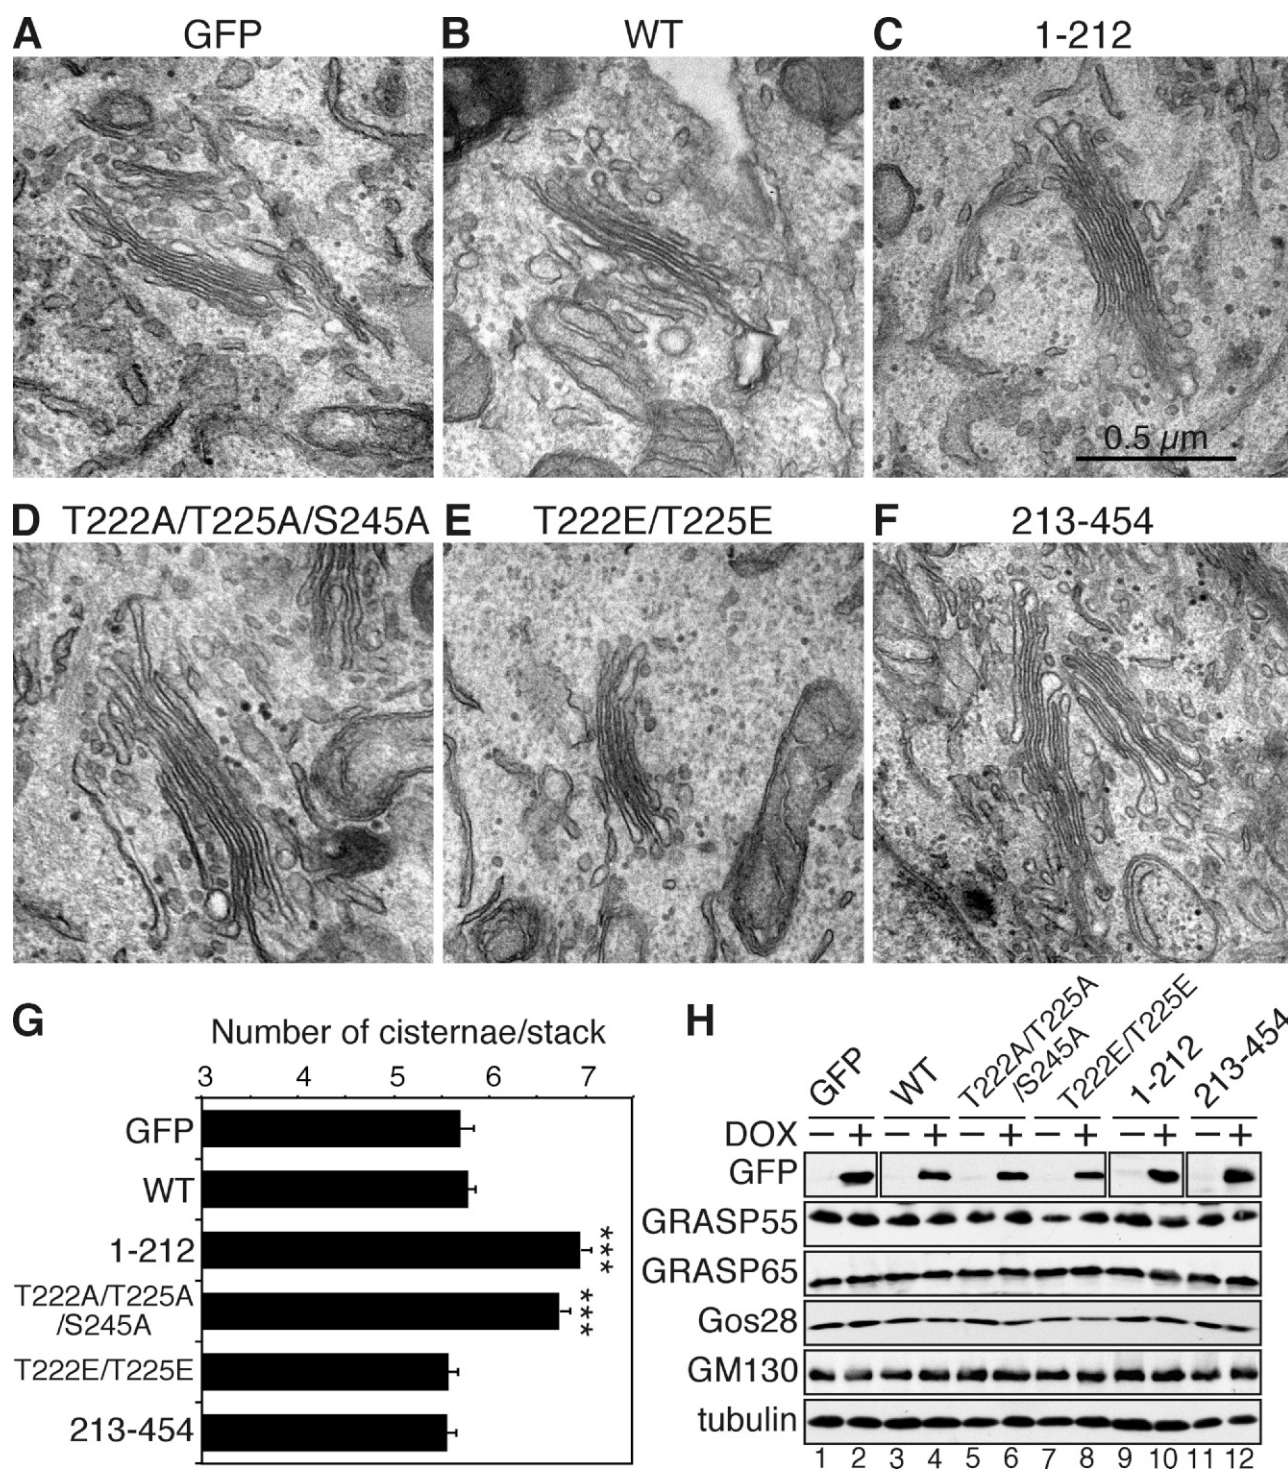 A GFP
B WT
C 1-212
0.5 µm
D T222A/T225A/S245A
E T222E/T225E
F 213-454
G
Number of cisternae/stack
3 4 5 6 7
GFP
WT
1-212
***
T222A/T225A
/S245A
***
T222E/T225E
213-454
H
GFP
WT
T222A/T225A
/S245A
T222E/T225E
1-212
213-454
DOX − + − + − + − + − + − +
GFP
GRASP55
GRASP65
Gos28
GM130
tubulin
1 2 3 4 5 6 7 8 9 10 11 12